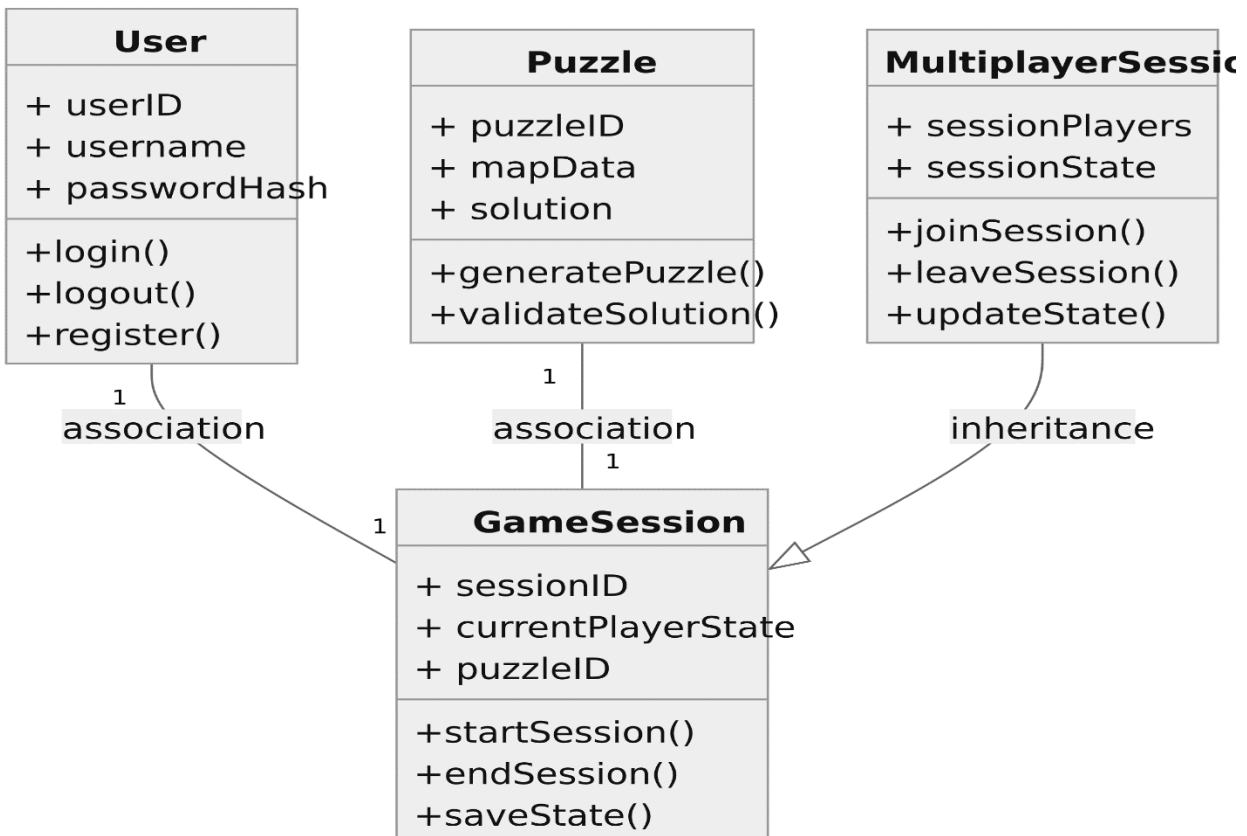 User
+ userID
+ username
+ passwordHash
+login()
+logout()
+register()
Puzzle
+ puzzleID
+ mapData
+ solution
+generatePuzzle()
+validateSolution()
MultiplayerSessio
+ sessionPlayers
+ sessionState
+joinSession()
+leaveSession()
+updateState()
1
association
1
1
association
1
inheritance
GameSession
+ sessionID
+ currentPlayerState
+ puzzleID
+startSession()
+endSession()
+saveState()